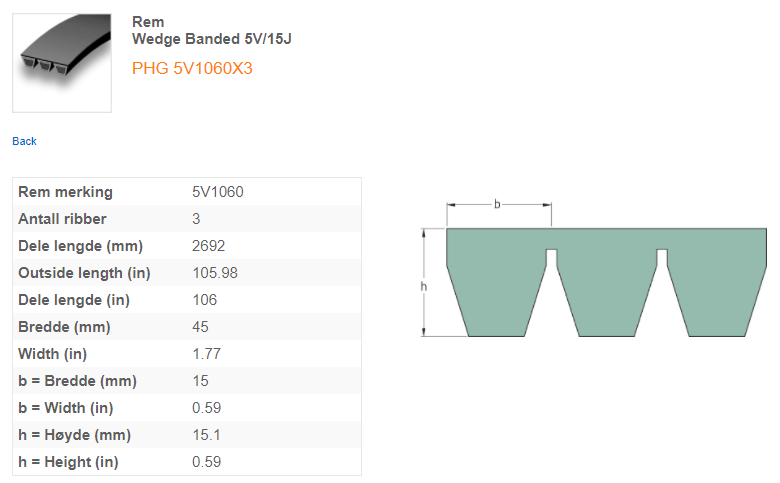 Rem
Wedge Banded 5V/15J
PHG 5V1060X3
Back
Rem merking 5V1060
Antall ribber 3
Dele lengde (mm) 2692
Outside length (in) 105.98
Dele lengde (in) 106
Bredde (mm) 45
Width (in) 1.77
b = Bredde (mm) 15
b = Width (in) 0.59
h = Høyde (mm) 15.1
h = Height (in) 0.59
b
h